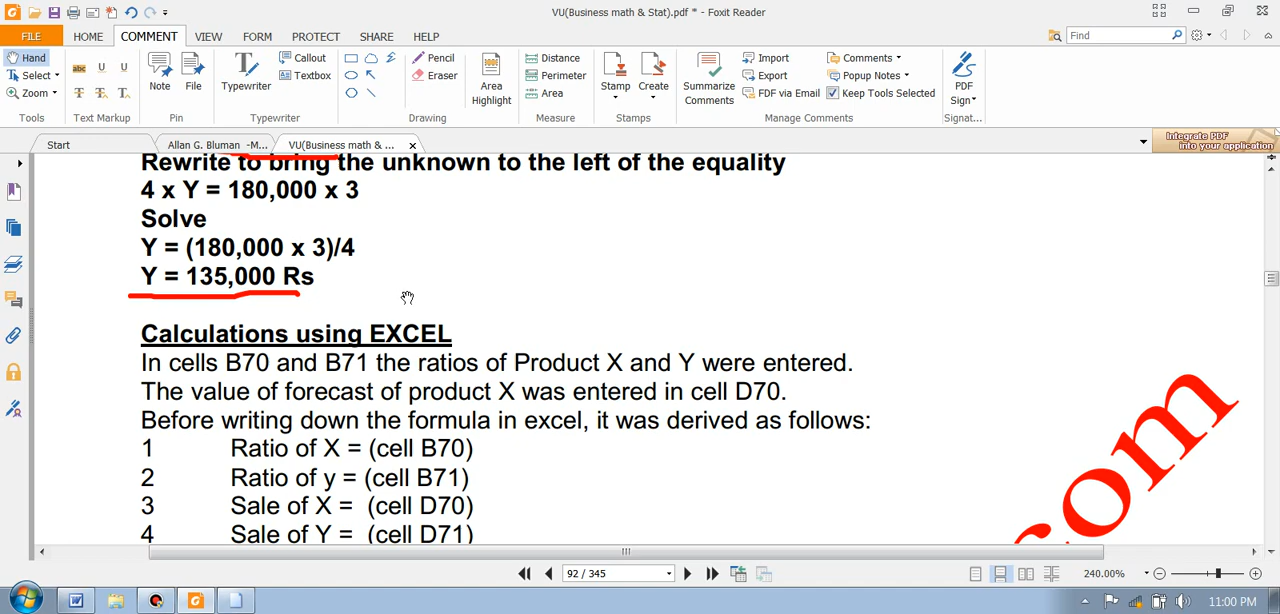 VU(Business math & Stat).pdf * - Foxit Reader
FILE HOME COMMENT VIEW FORM PROTECT SHARE HELP
Find
Hand
Select
Zoom
Tools
abc U U
T T T
Text Markup
Note
File
Pin
Typewriter
Callout
Textbox
Typewriter
Pencil
Eraser
Area
Highlight
Drawing
Distance
Perimeter
Area
Measure
Stamp
Create
Stamps
Summarize
Comments
Import
Export
FDF via Email
Comments
Popup Notes
Keep Tools Selected
Manage Comments
PDF
Sign
Signat...
Start
Allan G. Bluman -M...
VU(Business math & ...
Integrate PDF
into your application
Rewrite to bring the unknown to the left of the equality
4 x Y = 180,000 x 3
Solve
Y = (180,000 x 3)/4
Y = 135,000 Rs
Calculations using EXCEL
In cells B70 and B71 the ratios of Product X and Y were entered.
The value of forecast of product X was entered in cell D70.
Before writing down the formula in excel, it was derived as follows:
1 Ratio of X = (cell B70)
2 Ratio of y = (cell B71)
3 Sale of X = (cell D70)
4 Sale of Y = (cell D71)
com
92 / 345
240.00%
11:00 PM